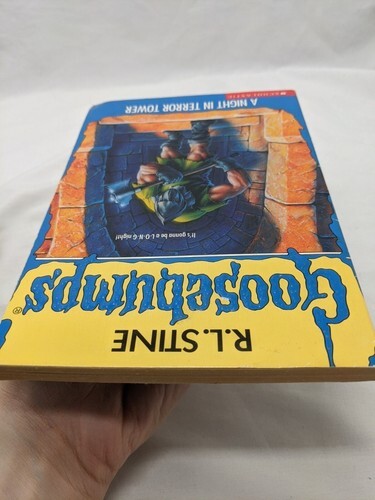 R.L. STINE
Goosebumps®
It's gonna be a L-O-N-G night!
A NIGHT IN TERROR TOWER
SCHOLASTIC